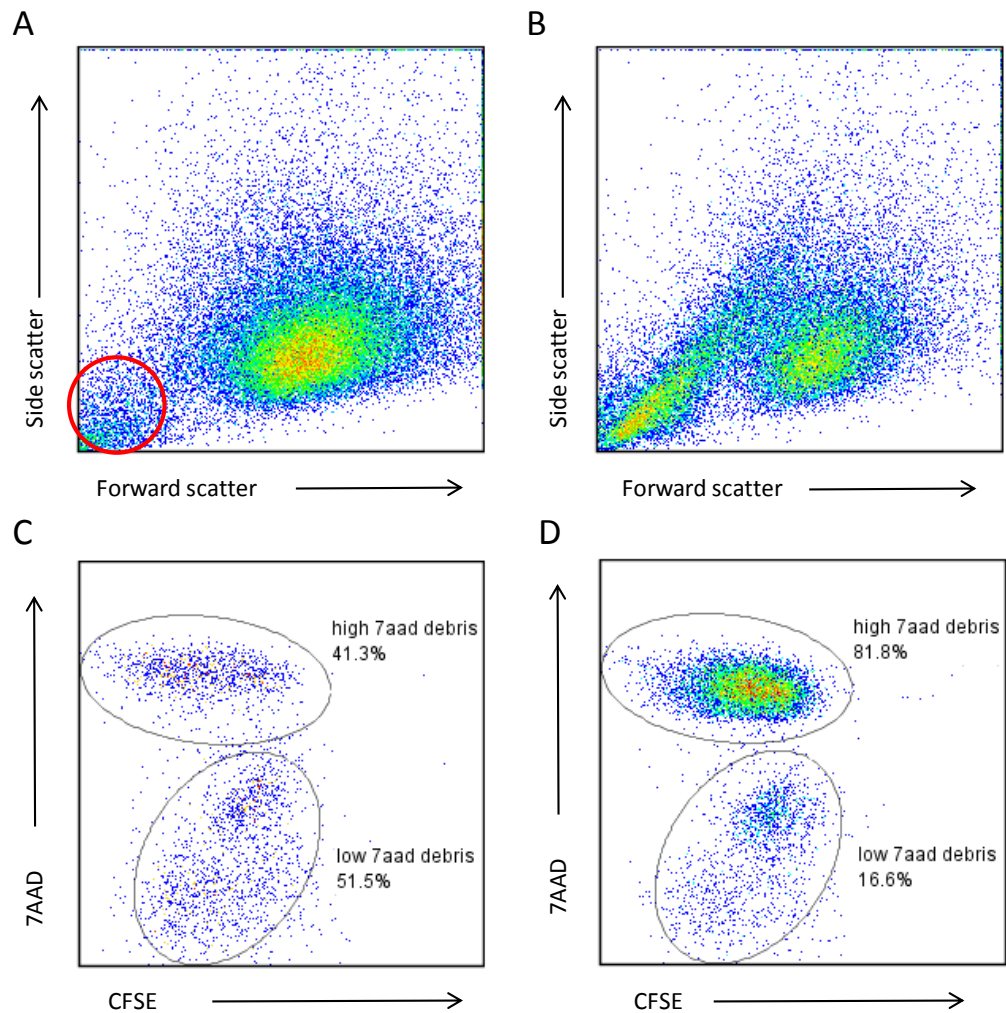 A
B
Side scatter
Side scatter
Forward scatter
Forward scatter
C
D
high 7aad debris
41.3%
high 7aad debris
81.8%
7AAD
7AAD
low 7aad debris
51.5%
low 7aad debris
16.6%
CFSE
CFSE